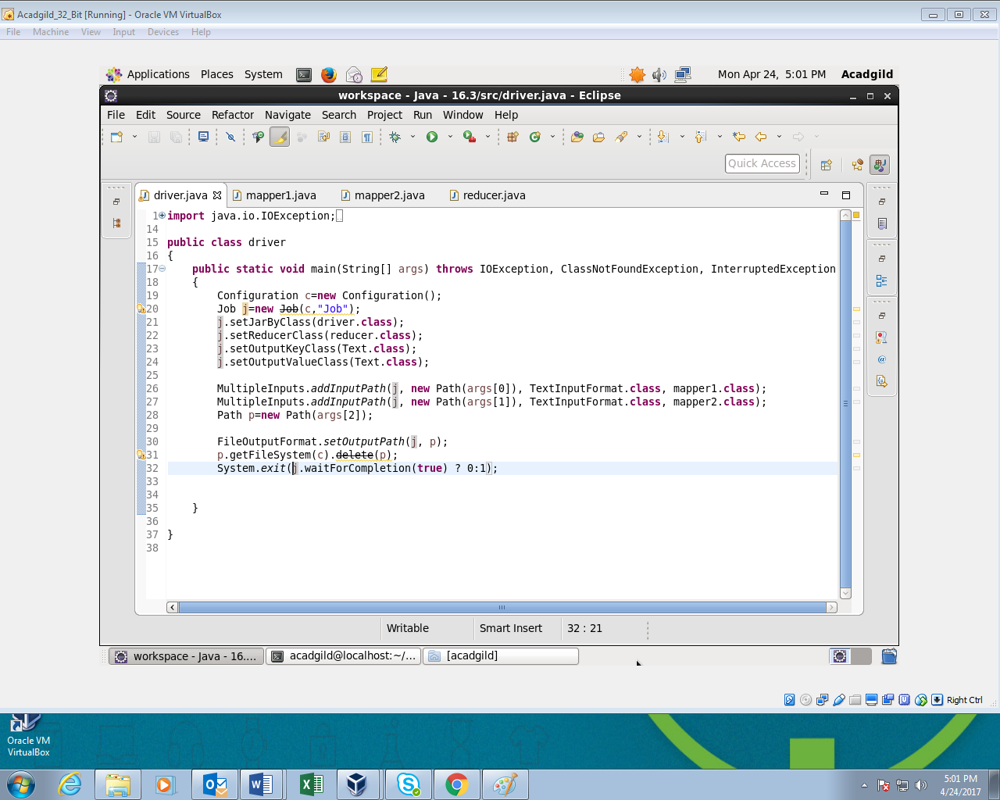 Acadgild_32_Bit [Running] - Oracle VM VirtualBox
File Machine View Input Devices Help
Applications Places System Mon Apr 24, 5:01 PM Acadgild
workspace - Java - 16.3/src/driver.java - Eclipse
File Edit Source Refactor Navigate Search Project Run Window Help
Quick Access
driver.java mapper1.java mapper2.java reducer.java
1 import java.io.IOException;
14
15 public class driver
16 {
17 public static void main(String[] args) throws IOException, ClassNotFoundException, InterruptedException
18 {
19 Configuration c=new Configuration();
20 Job j=new Job(c,"Job");
21 j.setJarByClass(driver.class);
22 j.setReducerClass(reducer.class);
23 j.setOutputKeyClass(Text.class);
24 j.setOutputValueClass(Text.class);
25
26 MultipleInputs.addInputPath(j, new Path(args[0]), TextInputFormat.class, mapper1.class);
27 MultipleInputs.addInputPath(j, new Path(args[1]), TextInputFormat.class, mapper2.class);
28 Path p=new Path(args[2]);
29
30 FileOutputFormat.setOutputPath(j, p);
31 p.getFileSystem(c).delete(p);
32 System.exit(j.waitForCompletion(true) ? 0:1);
33
34
35 }
36
37 }
38
Writable Smart Insert 32 : 21
workspace - Java - 16.... acadgild@localhost:~/... [acadgild]
Right Ctrl
Oracle VM
VirtualBox
5:01 PM
4/24/2017